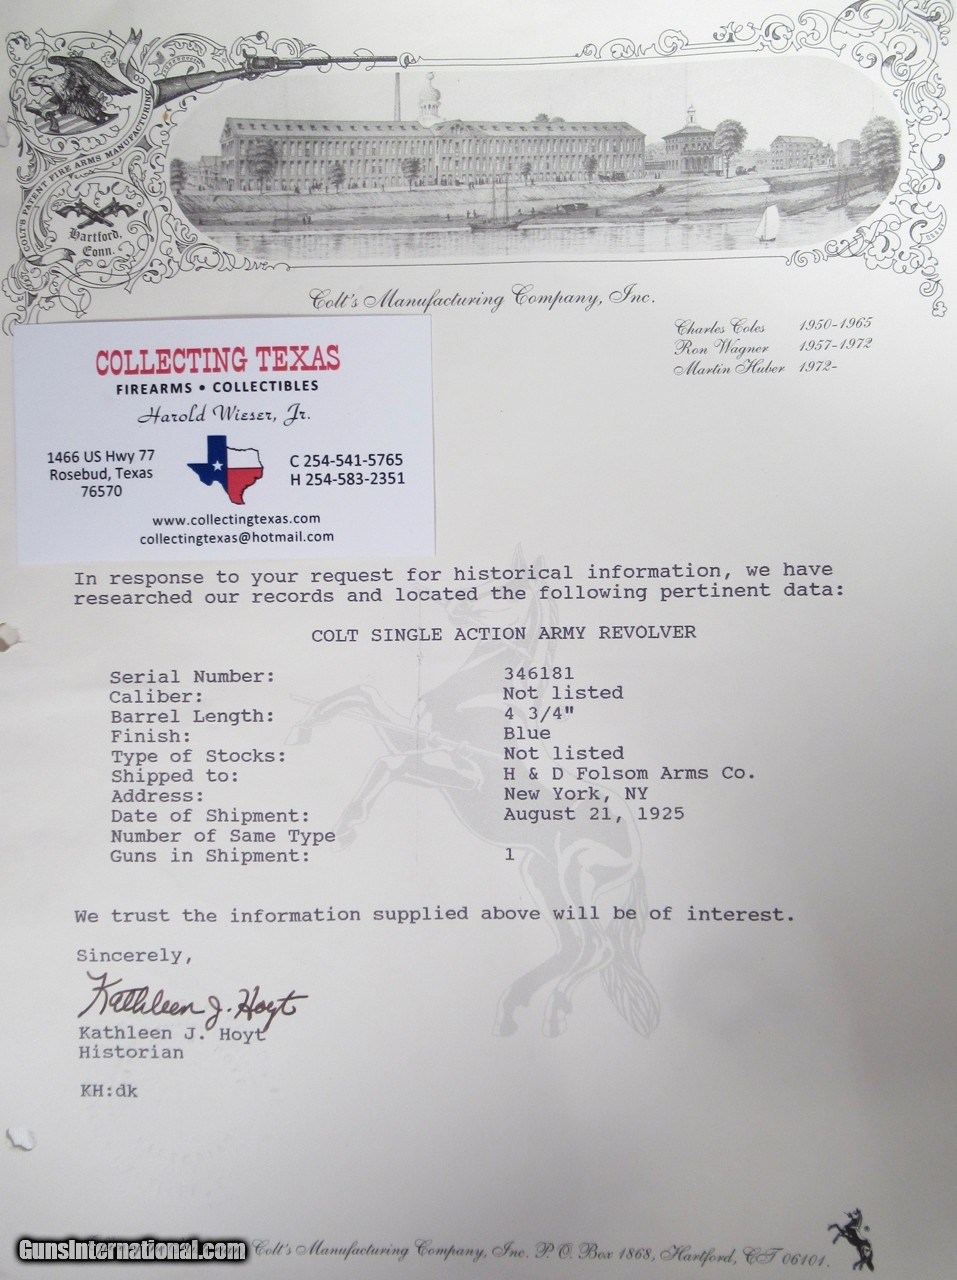 COLT'S PATENT FIRE ARMS MANUFACTURING
Hartford,
Conn.
Colt's Manufacturing Company, Inc.
Charles Coles 1950-1965
Ron Wagner 1957-1972
Martin Huber 1972-
COLLECTING TEXAS
FIREARMS • COLLECTIBLES
Harold Wieser, Jr.
1466 US Hwy 77
Rosebud, Texas
76570
C 254-541-5765
H 254-583-2351
www.collectingtexas.com
collectingtexas@hotmail.com
In response to your request for historical information, we have
researched our records and located the following pertinent data:
COLT SINGLE ACTION ARMY REVOLVER
Serial Number: 346181
Caliber: Not listed
Barrel Length: 4 3/4"
Finish: Blue
Type of Stocks: Not listed
Shipped to: H & D Folsom Arms Co.
Address: New York, NY
Date of Shipment: August 21, 1925
Number of Same Type
Guns in Shipment: 1
We trust the information supplied above will be of interest.
Sincerely,
Kathleen J. Hoyt
Kathleen J. Hoyt
Historian
KH:dk
GunsInternational.com
Colt's Manufacturing Company, Inc. P.O. Box 1868, Hartford, CT 06101.